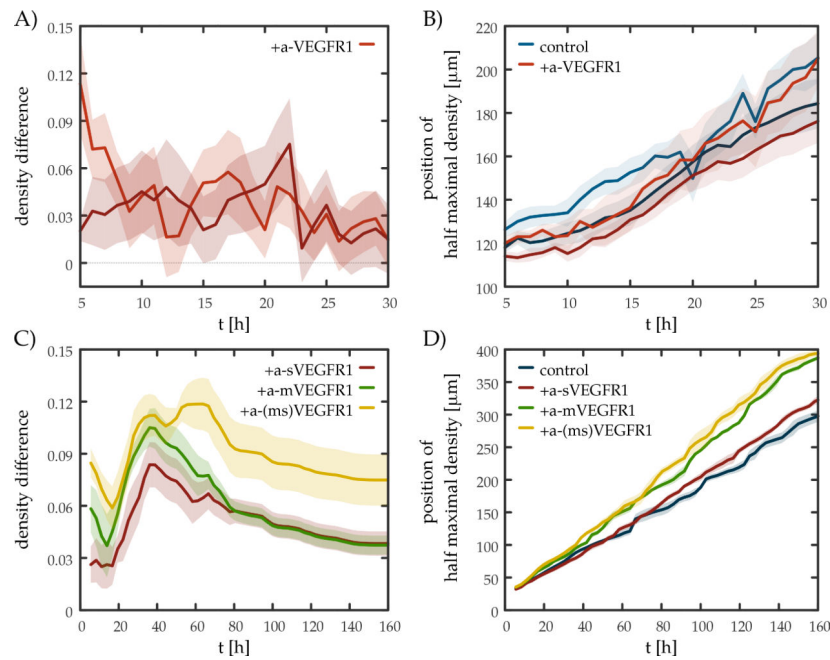 A)
0.15
0.12
0.09
0.06
0.03
0
density difference
+a-VEGFR1
5 10 15 20 25 30
t [h]
B)
220
200
180
160
140
120
100
position of
half maximal density [μm]
control
+a-VEGFR1
5 10 15 20 25 30
t [h]
C)
0.15
0.12
0.09
0.06
0.03
0
density difference
+a-sVEGFR1
+a-mVEGFR1
+a-(ms)VEGFR1
0 20 40 60 80 100 120 140 160
t [h]
D)
400
350
300
250
200
150
100
50
0
position of
half maximal density [μm]
control
+a-sVEGFR1
+a-mVEGFR1
+a-(ms)VEGFR1
0 20 40 60 80 100 120 140 160
t [h]